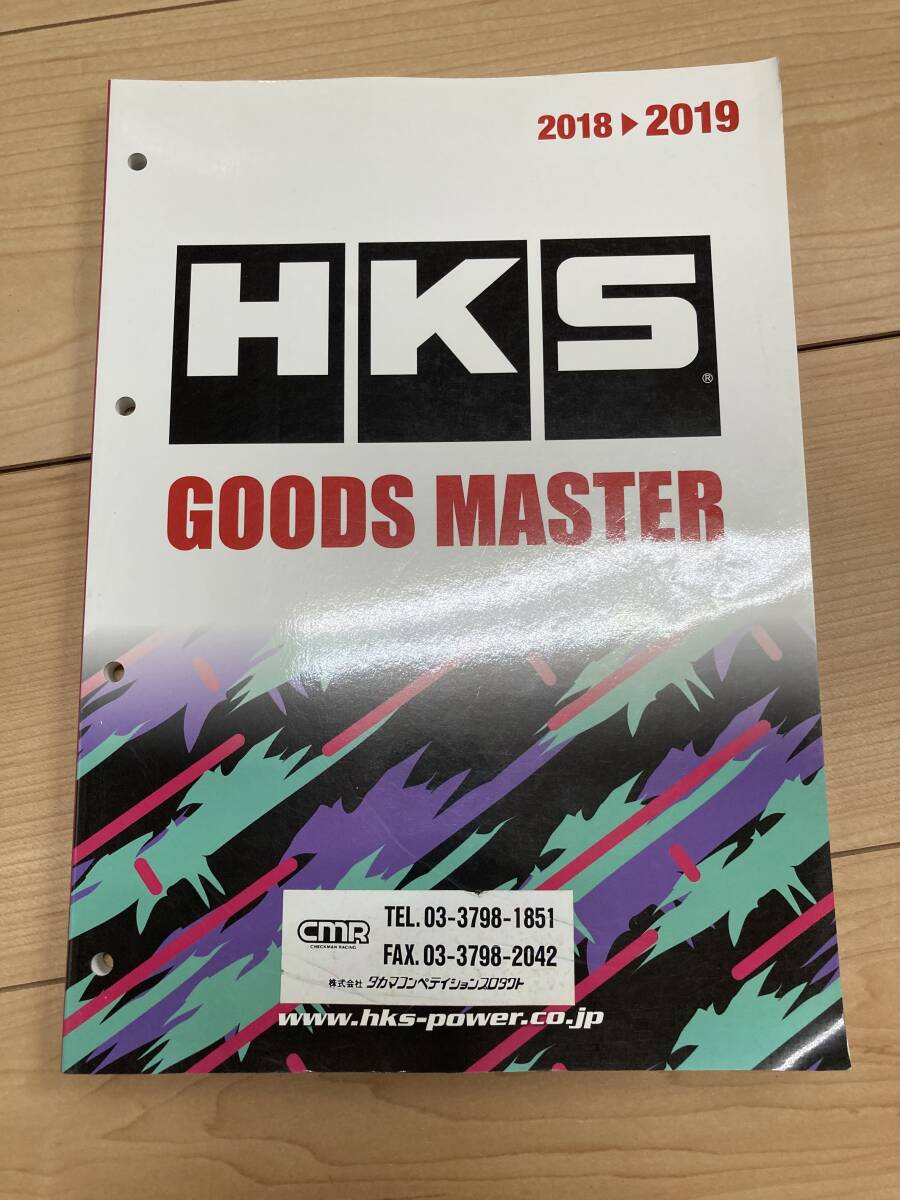 2018▶2019
HKS®
GOODS MASTER
CMR
CHECKMAN RACING
TEL. 03-3798-1851
FAX. 03-3798-2042
株式会社 タカマコンペティションプロダクト
www.hks-power.co.jp